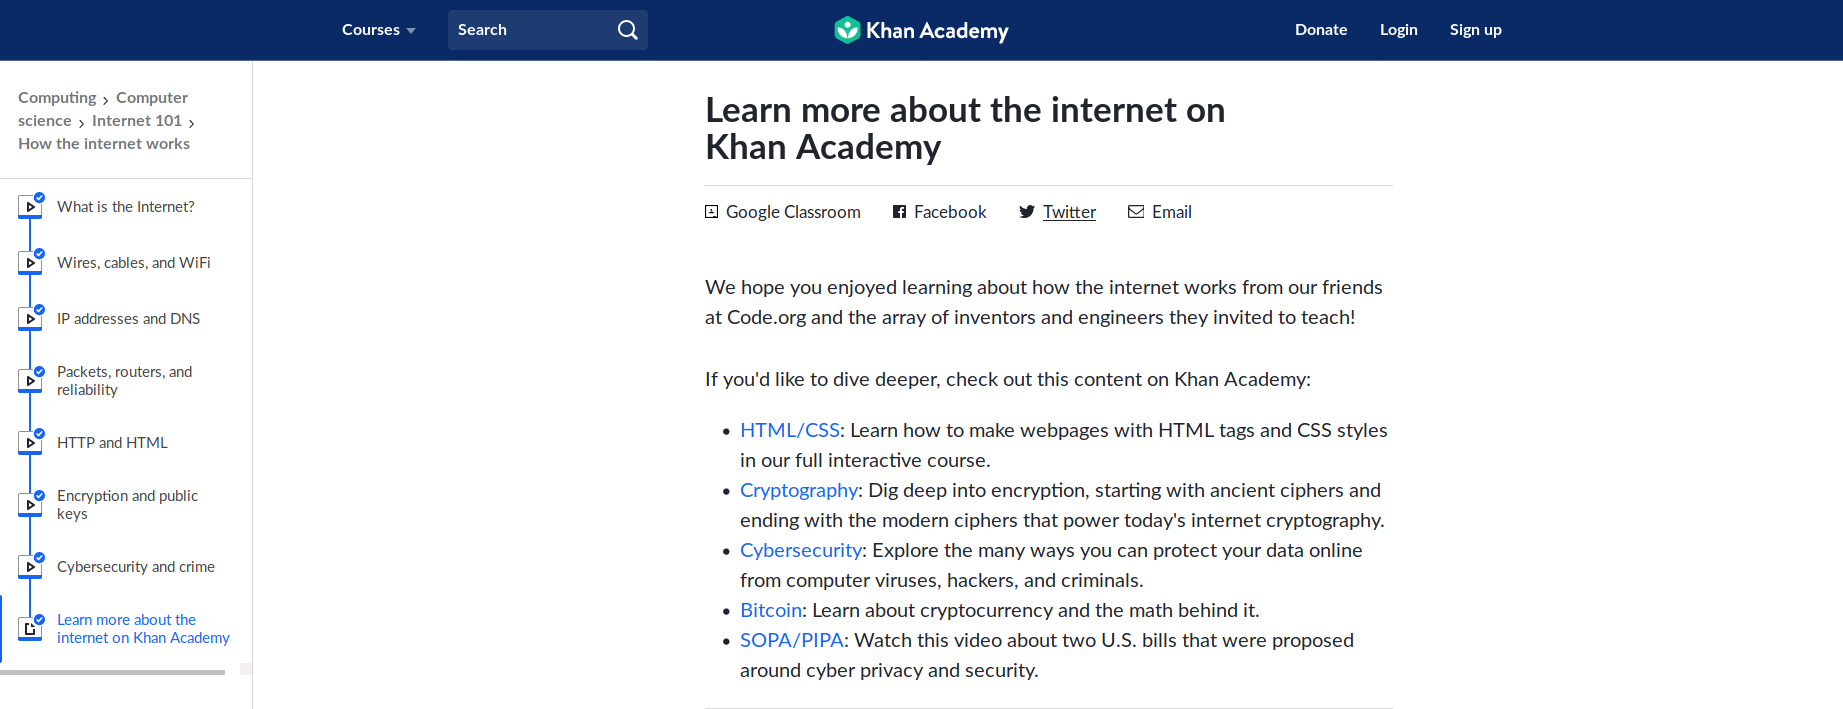 Courses
Search
Khan Academy
Donate
Login
Sign up
Computing > Computer
science > Internet 101 >
How the internet works
What is the Internet?
Wires, cables, and WiFi
IP addresses and DNS
Packets, routers, and
reliability
HTTP and HTML
Encryption and public
keys
Cybersecurity and crime
Learn more about the
internet on Khan Academy
Learn more about the internet on
Khan Academy
Google Classroom
Facebook
Twitter
Email
We hope you enjoyed learning about how the internet works from our friends
at Code.org and the array of inventors and engineers they invited to teach!
If you'd like to dive deeper, check out this content on Khan Academy:
• HTML/CSS: Learn how to make webpages with HTML tags and CSS styles
in our full interactive course.
• Cryptography: Dig deep into encryption, starting with ancient ciphers and
ending with the modern ciphers that power today's internet cryptography.
• Cybersecurity: Explore the many ways you can protect your data online
from computer viruses, hackers, and criminals.
• Bitcoin: Learn about cryptocurrency and the math behind it.
• SOPA/PIPA: Watch this video about two U.S. bills that were proposed
around cyber privacy and security.